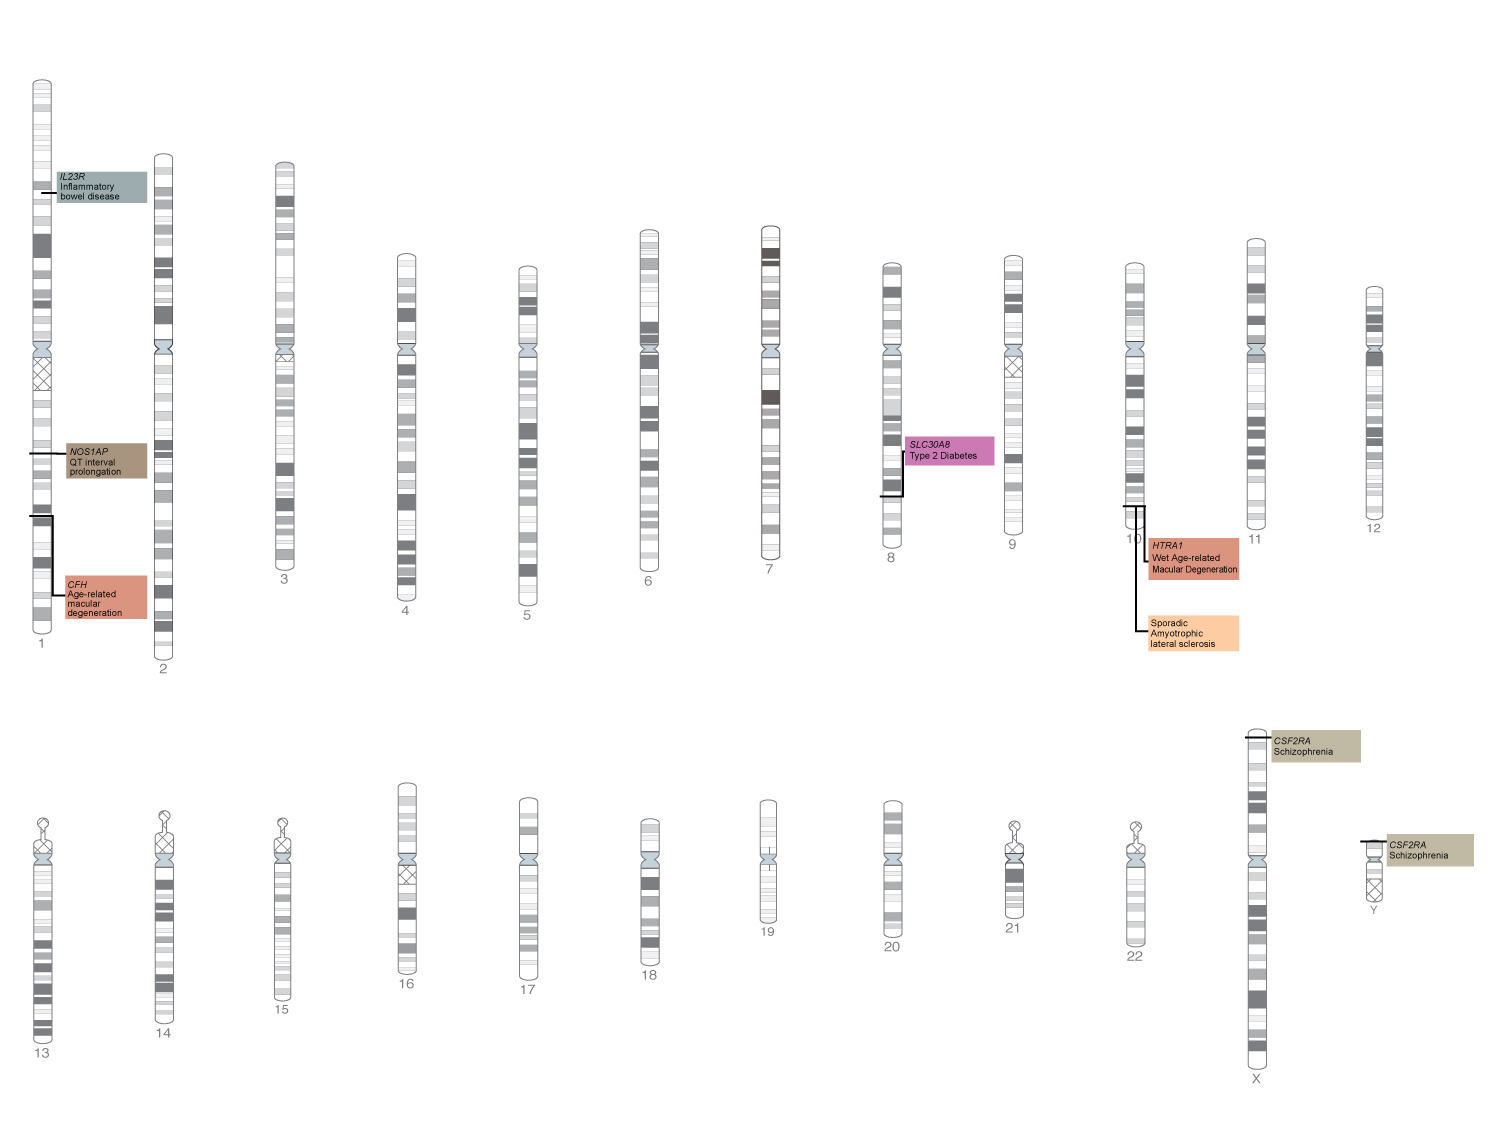 IL23R
Inflammatory
bowel disease
NOS1AP
QT interval
prolongation
CFH
Age-related
macular
degeneration
1
2
3
4
5
6
7
SLC30A8
Type 2 Diabetes
8
9
10
HTRA1
Wet Age-related
Macular Degeneration
Sporadic
Amyotrophic
lateral sclerosis
11
12
13
14
15
16
17
18
19
20
21
22
CSF2RA
Schizophrenia
X
CSF2RA
Schizophrenia
Y